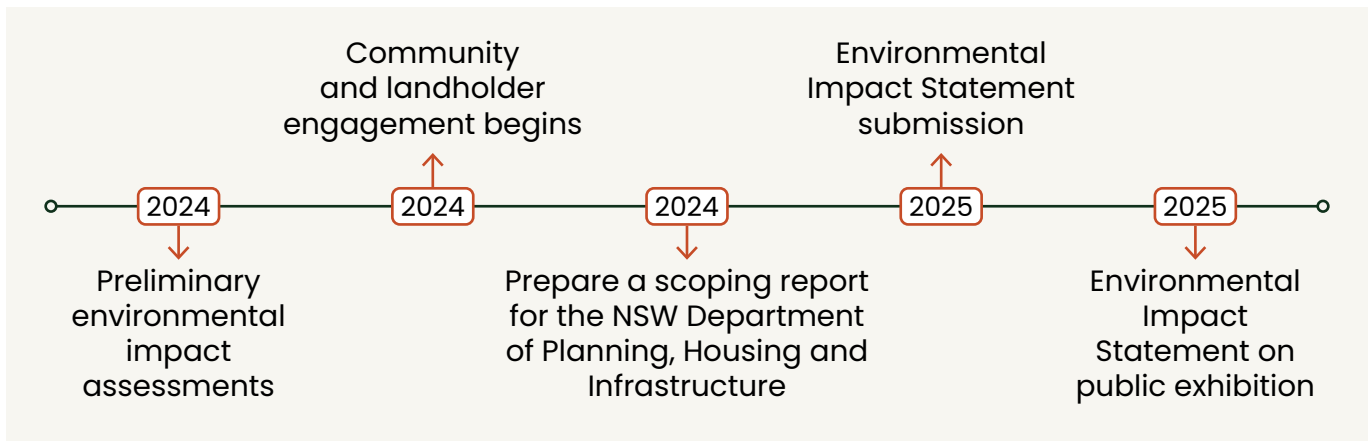 2024
Preliminary
environmental
impact
assessments
Community
and landholder
engagement begins
2024
2024
Prepare a scoping report
for the NSW Department
of Planning, Housing and
Infrastructure
Environmental
Impact Statement
submission
2025
2025
Environmental
Impact
Statement on
public exhibition